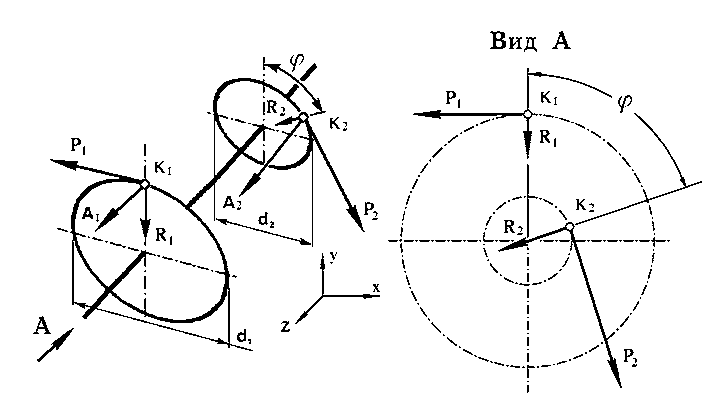 Вид А
φ
R₂
K₂
P₁
K₁
A₁
R₁
A₂
P₂
d₂
d₁
А
y
x
z
P₁
K₁
φ
R₁
R₂
K₂
P₂